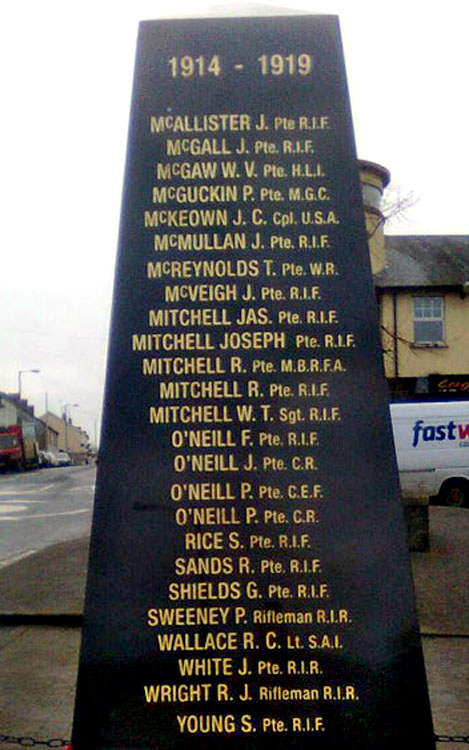 1914 - 1919
McALLISTER J. Pte R.I.F.
McGALL J. Pte. R.I.F.
McGAW W. V. Pte. H.L.I.
McGUCKIN P. Pte. M.G.C.
McKEOWN J. C. Cpl. U.S.A.
McMULLAN J. Pte. R.I.F.
McREYNOLDS T. Pte. W.R.
McVEIGH J. Pte. R.I.F.
MITCHELL JAS. Pte. R.I.F.
MITCHELL JOSEPH Pte. R.I.F.
MITCHELL R. Pte. M.B.R.F.A.
MITCHELL R. Pte. R.I.F.
MITCHELL W. T. Sgt. R.I.F.
O'NEILL F. Pte. R.I.F.
O'NEILL J. Pte. C.R.
O'NEILL P. Pte. C.E.F.
O'NEILL P. Pte. C.R.
RICE S. Pte. R.I.F.
SANDS R. Pte. R.I.F.
SHIELDS G. Pte. R.I.F.
SWEENEY P. Rifleman R.I.R.
WALLACE R. C. Lt. S.A.I.
WHITE J. Pte. R.I.R.
WRIGHT R. J. Rifleman R.I.R.
YOUNG S. Pte. R.I.F.
fastw